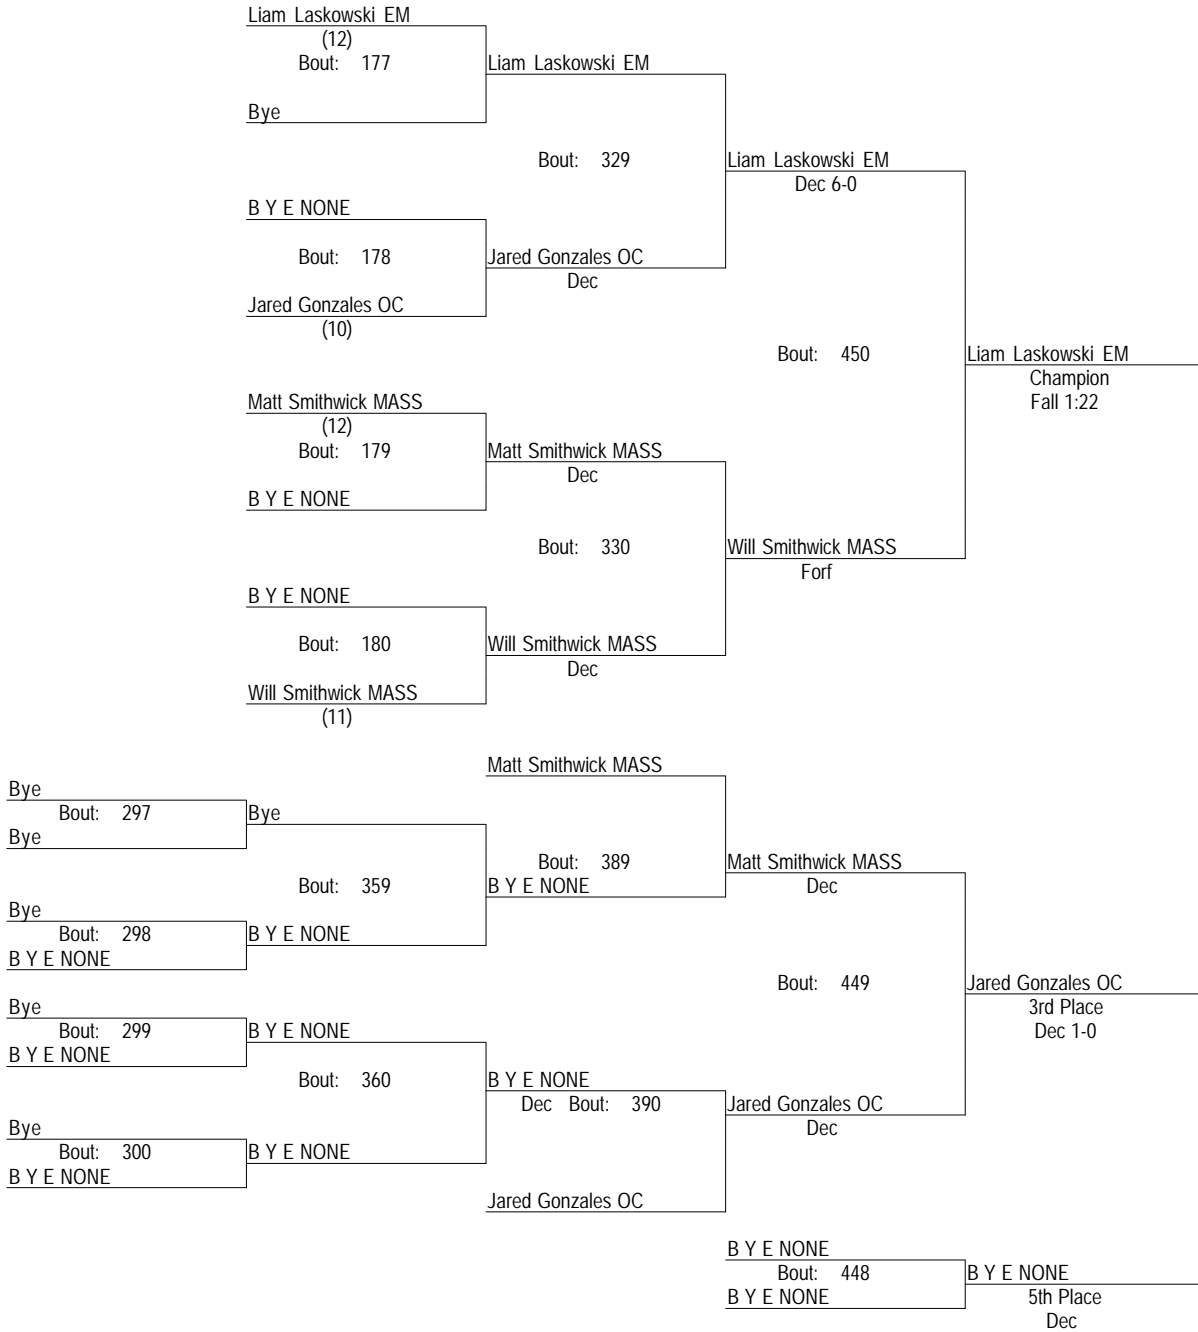 Liam Laskowski EM
(12)
Bout: 177
Liam Laskowski EM
Bye
Bout: 329
Liam Laskowski EM
Dec 6-0
B Y E NONE
Bout: 178
Jared Gonzales OC
Dec
Jared Gonzales OC
(10)
Bout: 450
Liam Laskowski EM
Champion
Fall 1:22
Matt Smithwick MASS
(12)
Bout: 179
Matt Smithwick MASS
Dec
B Y E NONE
Bout: 330
Will Smithwick MASS
Forf
B Y E NONE
Bout: 180
Will Smithwick MASS
Dec
Will Smithwick MASS
(11)
Matt Smithwick MASS
Bye
Bout: 297
Bye
Bye
Bout: 389
Matt Smithwick MASS
Dec
Bout: 359
B Y E NONE
Bye
Bout: 298
B Y E NONE
B Y E NONE
Bout: 449
Jared Gonzales OC
3rd Place
Dec 1-0
Bye
Bout: 299
B Y E NONE
B Y E NONE
Bout: 360
B Y E NONE
Dec Bout: 390
Jared Gonzales OC
Dec
Bye
Bout: 300
B Y E NONE
B Y E NONE
Jared Gonzales OC
B Y E NONE
Bout: 448
B Y E NONE
B Y E NONE
5th Place
Dec